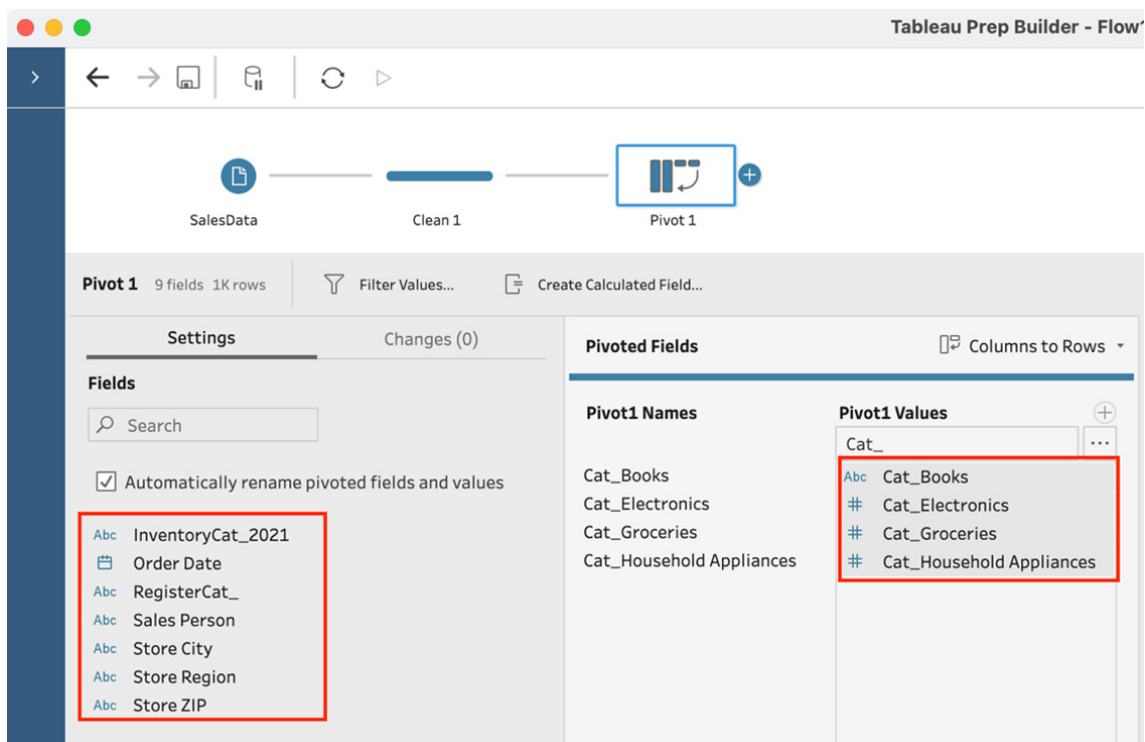 Tableau Prep Builder - Flow1
SalesData
Clean 1
Pivot 1
Pivot 1 9 fields 1K rows Filter Values... Create Calculated Field...
Settings Changes (0)
Fields
Search
Automatically rename pivoted fields and values
Abc InventoryCat_2021
Order Date
Abc RegisterCat_
Abc Sales Person
Abc Store City
Abc Store Region
Abc Store ZIP
Pivoted Fields Columns to Rows
Pivot1 Names Pivot1 Values
Cat_ ...
Cat_Books Abc Cat_Books
Cat_Electronics # Cat_Electronics
Cat_Groceries # Cat_Groceries
Cat_Household Appliances # Cat_Household Appliances